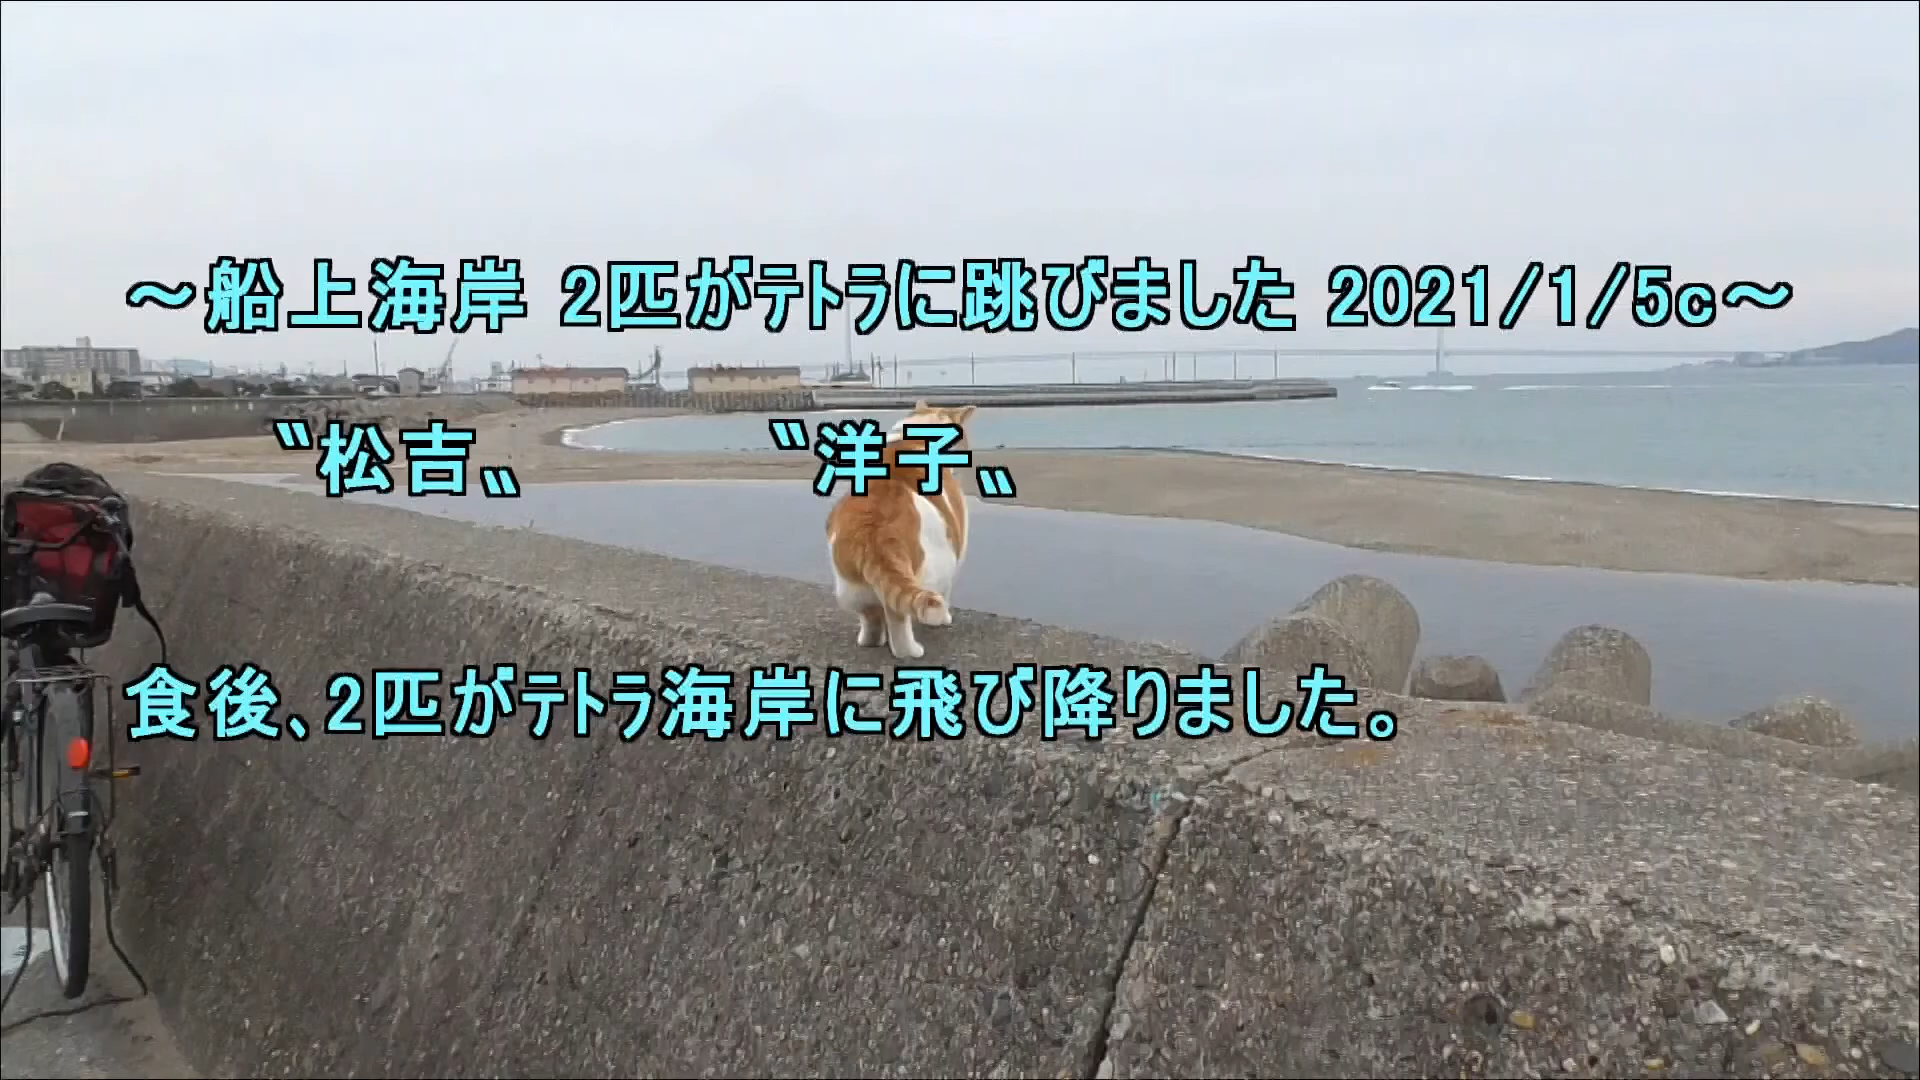 ～船上海岸 2匹がﾃﾄﾗに跳びました 2021/1/5c～
〝松吉〟 〝洋子〟
食後、2匹がﾃﾄﾗ海岸に飛び降りました。